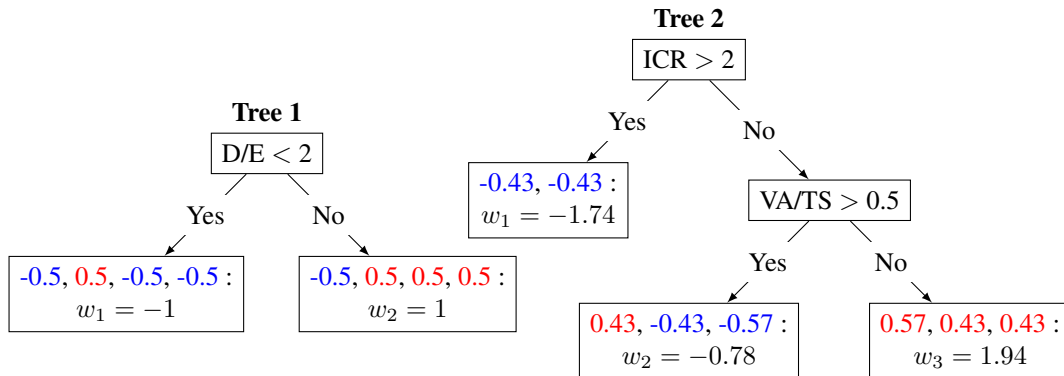 Tree 1
D/E < 2
Yes
No
-0.5, 0.5, -0.5, -0.5 :
w₁ = −1
-0.5, 0.5, 0.5, 0.5 :
w₂ = 1
Tree 2
ICR > 2
Yes
No
-0.43, -0.43 :
w₁ = −1.74
VA/TS > 0.5
Yes
No
0.43, -0.43, -0.57 :
w₂ = −0.78
0.57, 0.43, 0.43 :
w₃ = 1.94